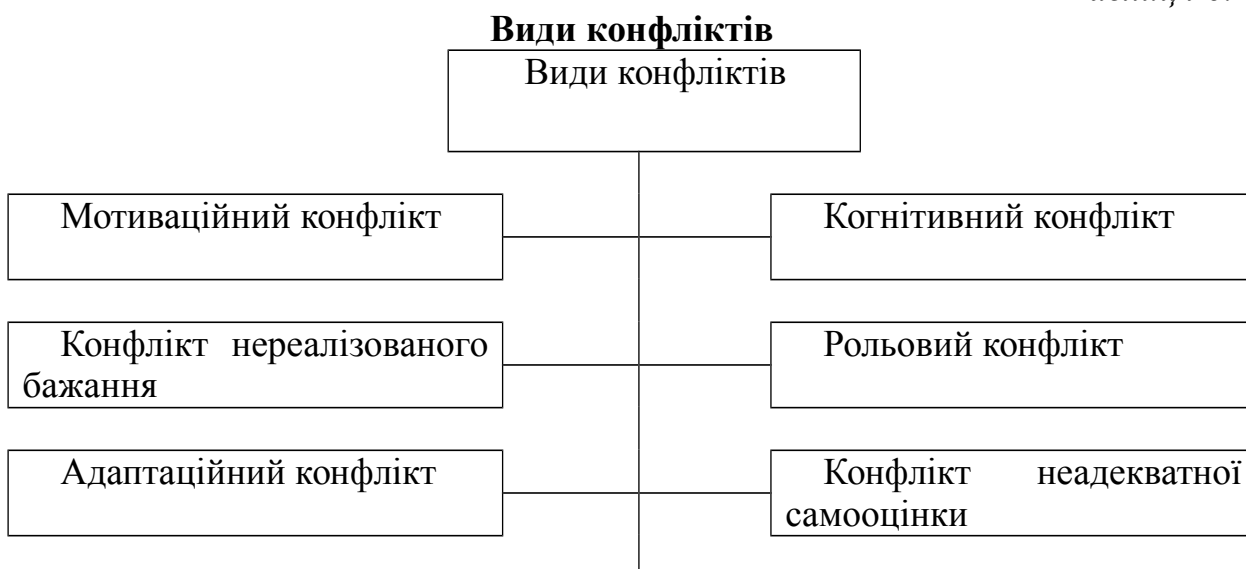 Види конфліктів
Види конфліктів
Мотиваційний конфлікт
Когнітивний конфлікт
Конфлікт нереалізованого
бажання
Рольовий конфлікт
Адаптаційний конфлікт
Конфлікт неадекватної
самооцінки